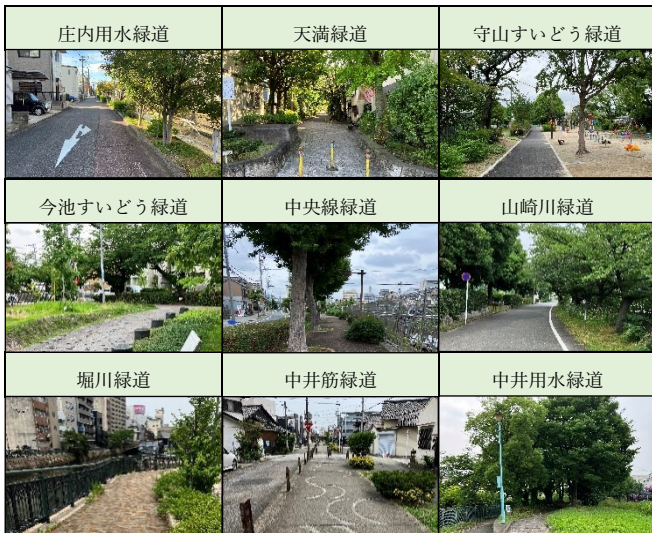 庄内用水緑道
天満緑道
守山すいどう緑道
今池すいどう緑道
中央線緑道
山崎川緑道
堀川緑道
中井筋緑道
中井用水緑道